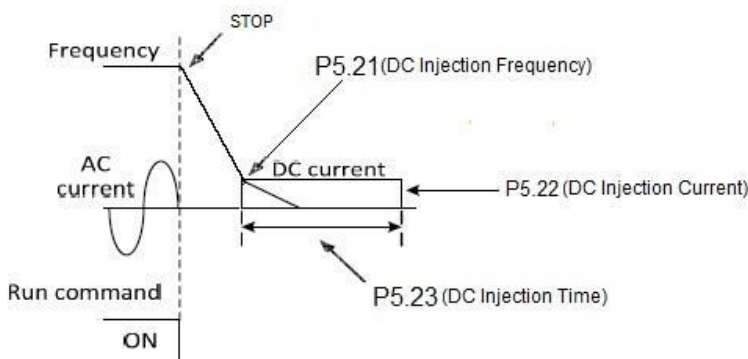 STOP
Frequency
P5.21 (DC Injection Frequency)
AC
current
DC current
P5.22 (DC Injection Current)
P5.23 (DC Injection Time)
Run command
ON